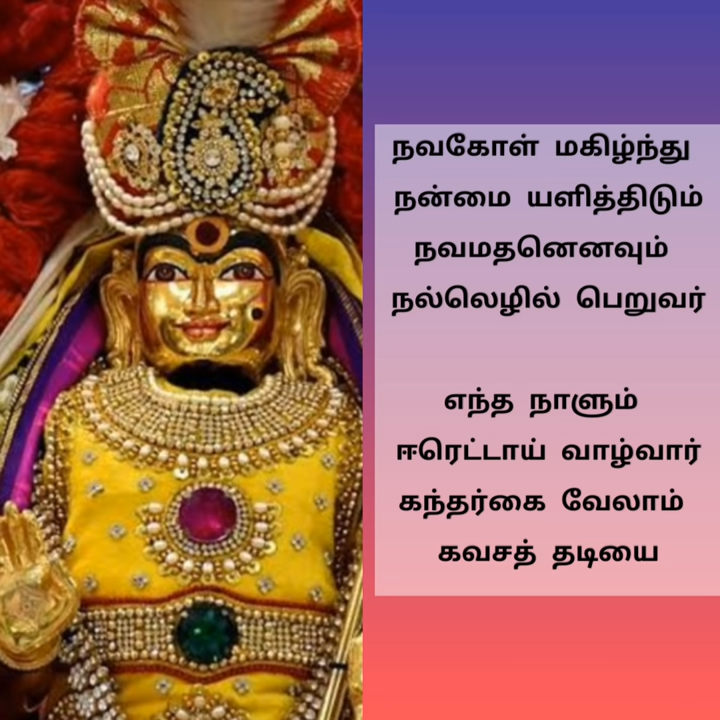 நவகோள் மகிழ்ந்து
நன்மை யளித்திடும்
நவமதனெனவும்
நல்லெழில் பெறுவர்
எந்த நாளும்
ஈரெட்டாய் வாழ்வார்
கந்தர்கை வேலாம்
கவசத் தடியை